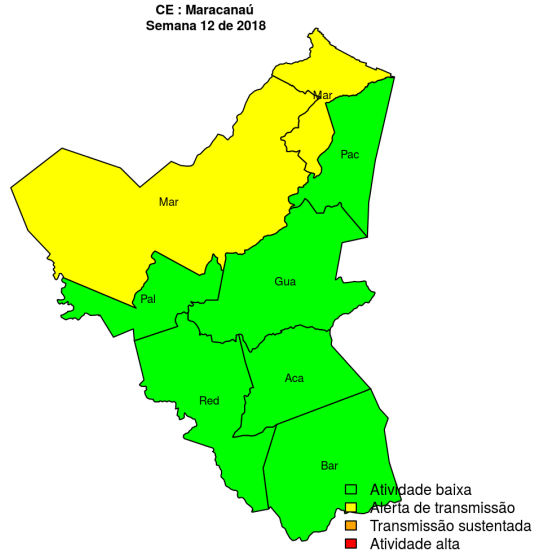 CE : Maracanaú
Semana 12 de 2018
Mar
Pac
Mar
Gua
Pal
Aca
Red
Bar
Atividade baixa
Alerta de transmissão
Transmissão sustentada
Atividade alta